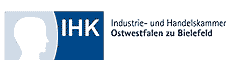 IHK
Industrie- und Handelskammer
Ostwestfalen zu Bielefeld